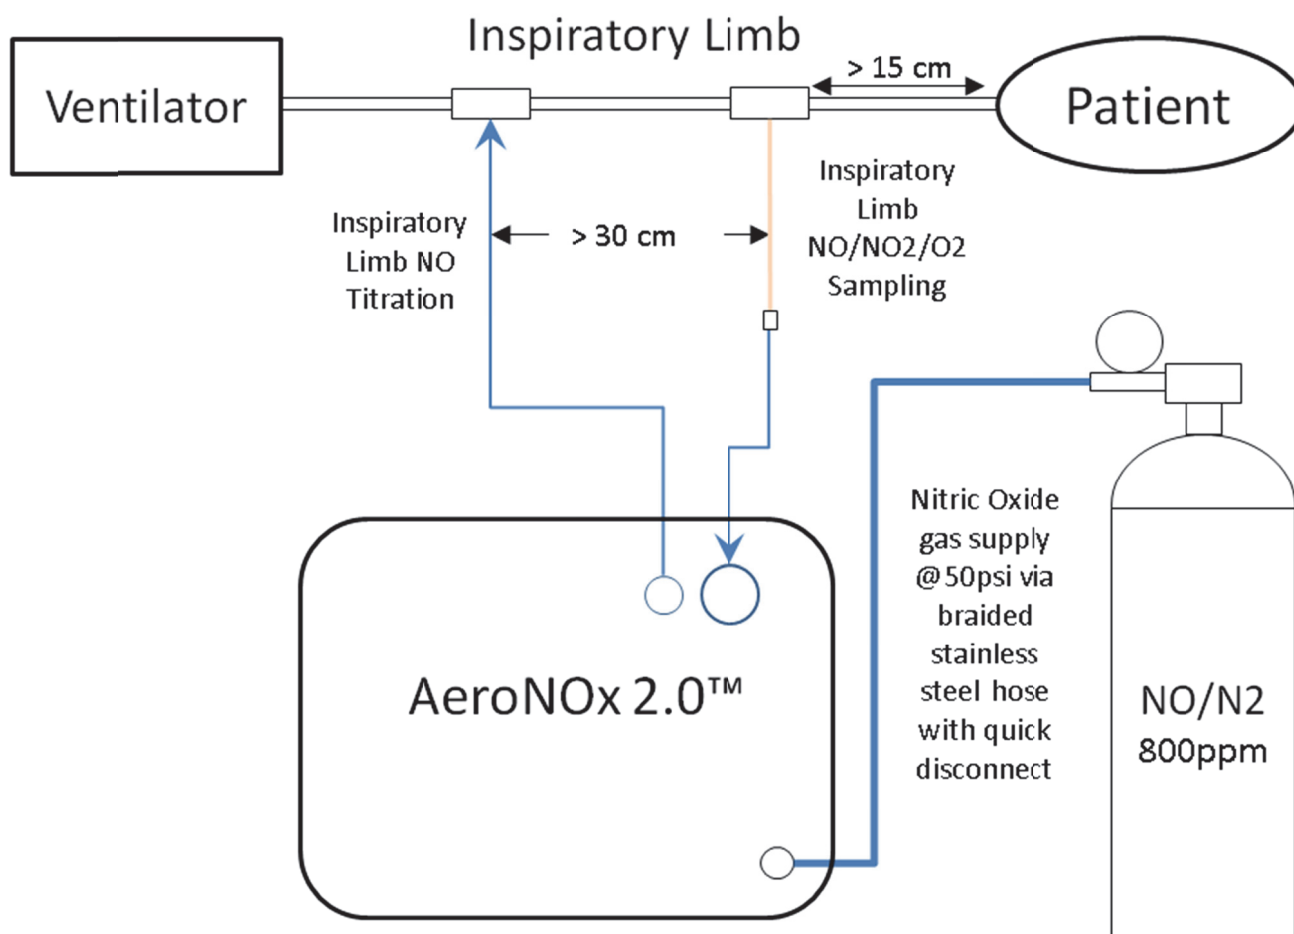 Inspiratory Limb
> 15 cm
Ventilator
Patient
Inspiratory
Limb
NO/NO2/O2
Sampling
Inspiratory
Limb NO
Titration
> 30 cm
Nitric Oxide
gas supply
@50psi via
braided
stainless
steel hose
with quick
disconnect
AeroNOx 2.0™
NO/N2
800ppm